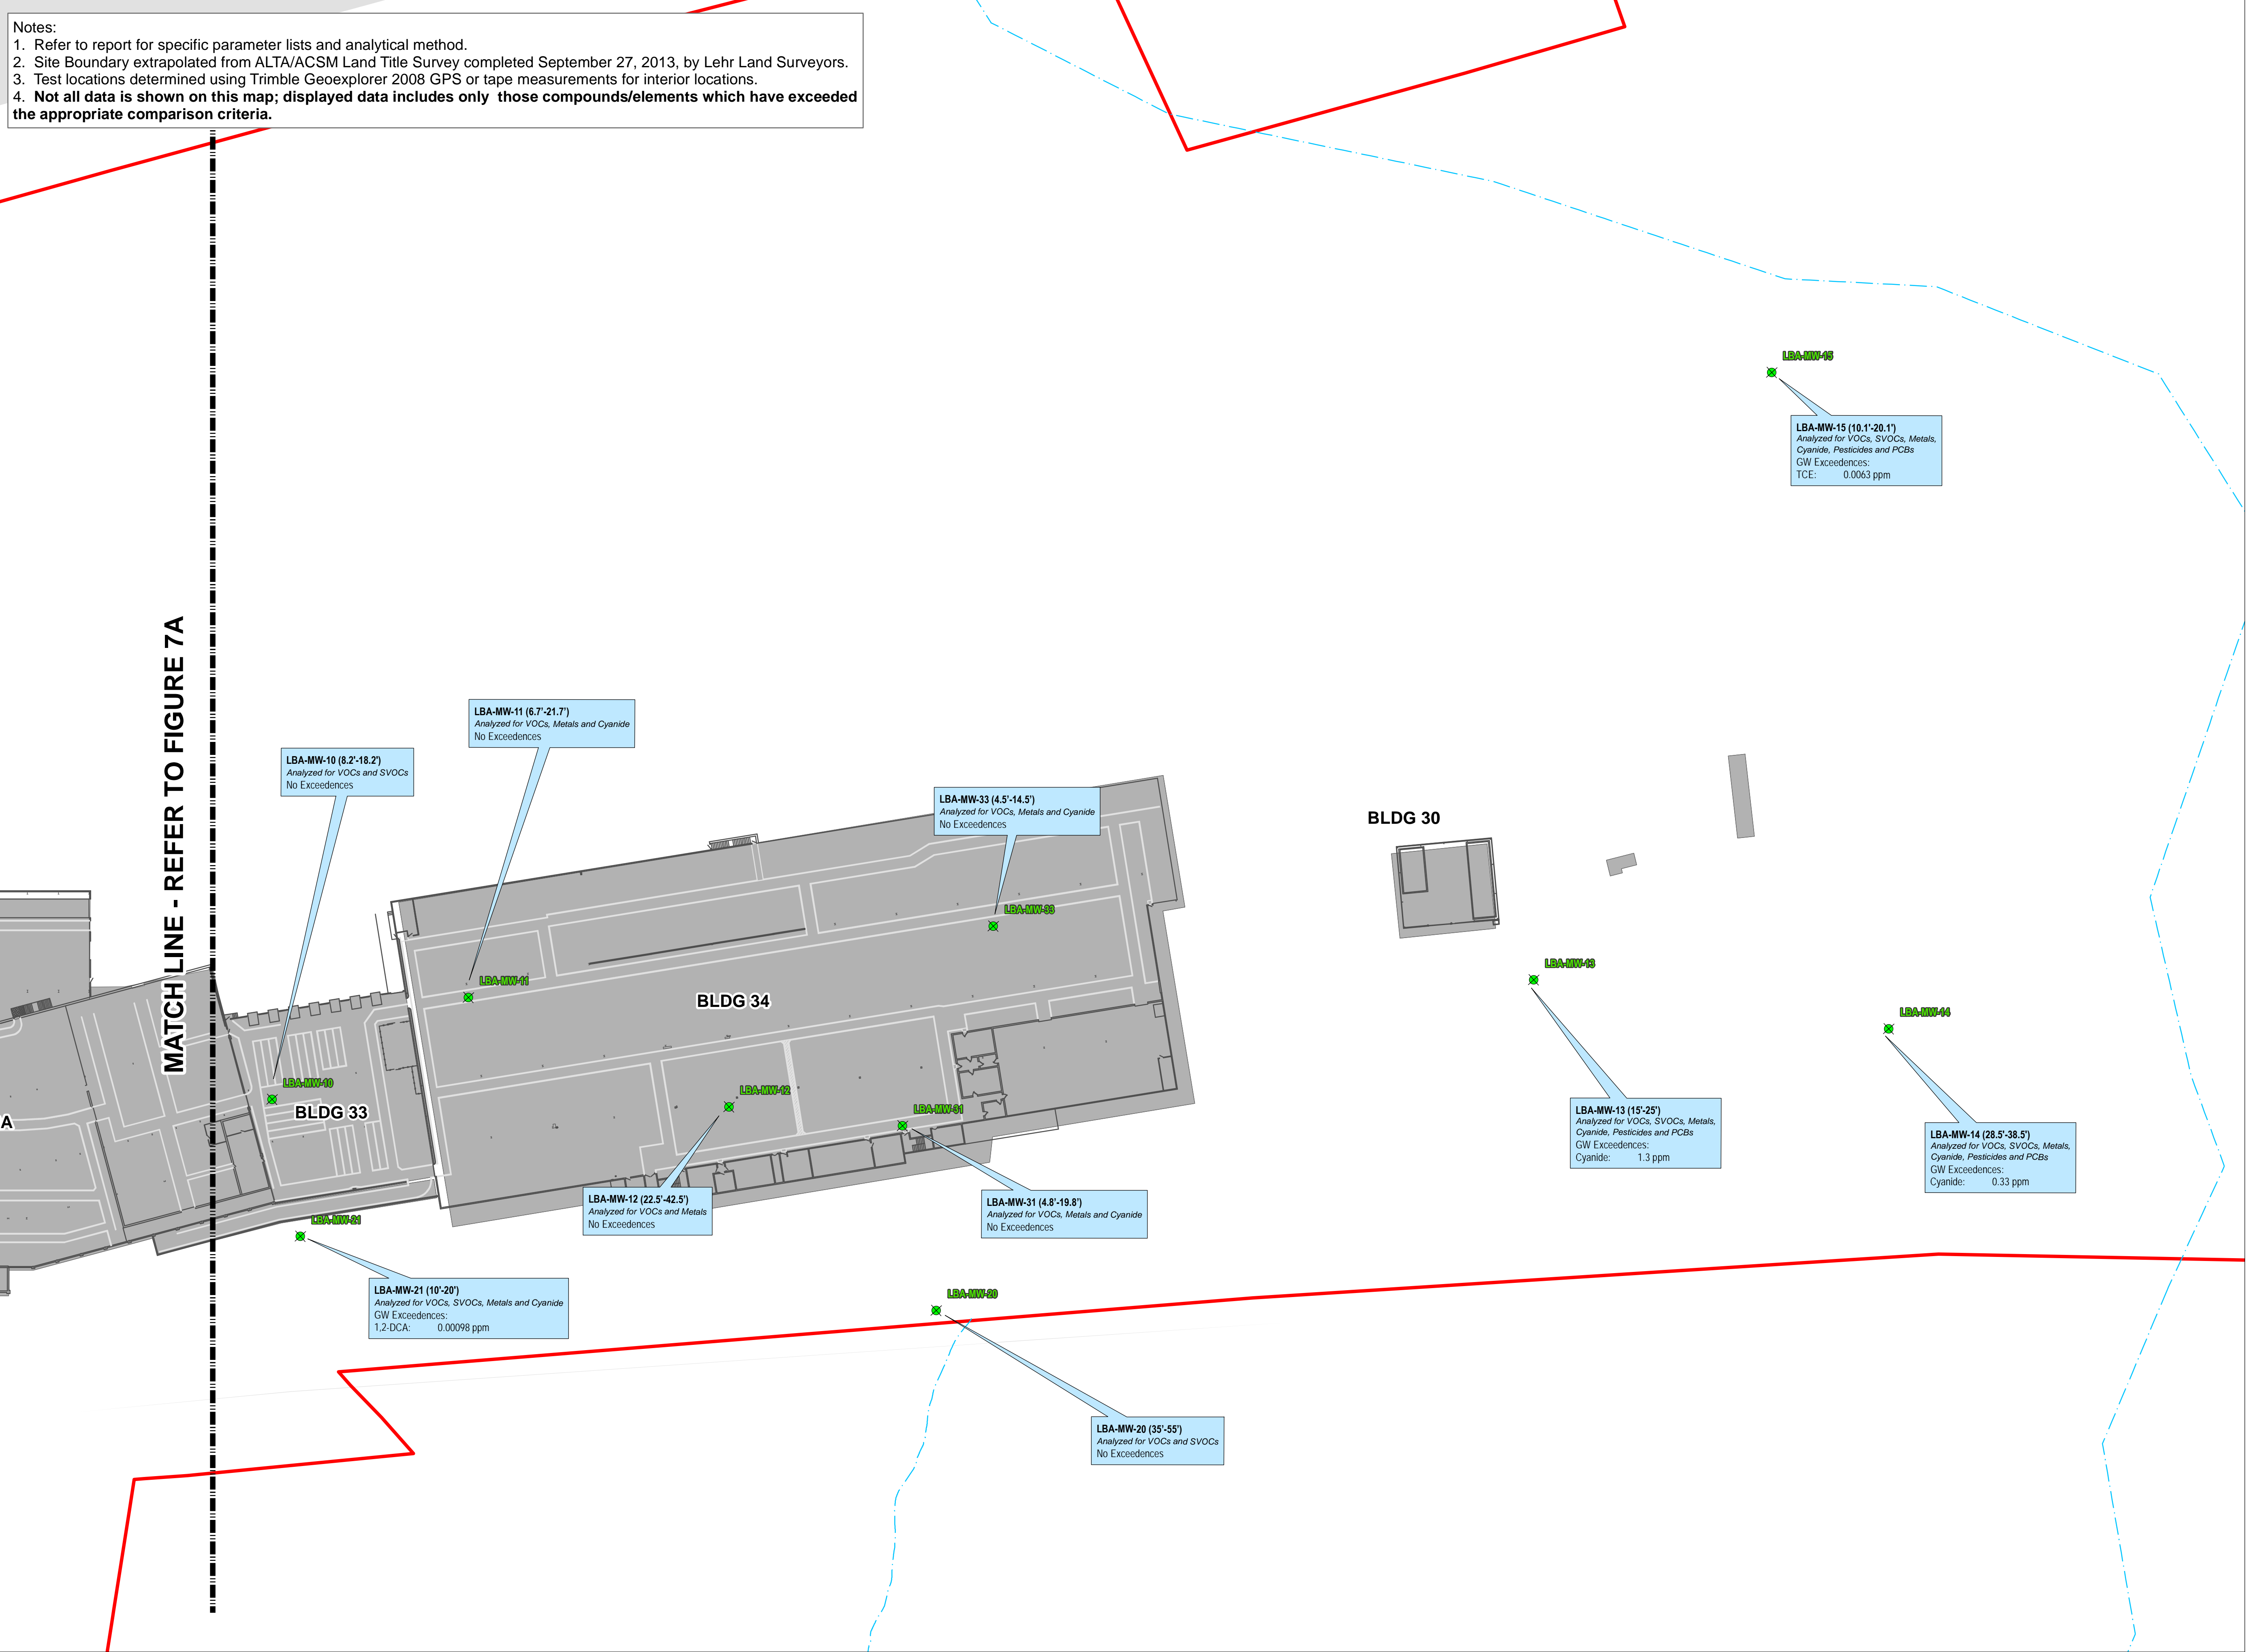 Notes:
1. Refer to report for specific parameter lists and analytical method.
2. Site Boundary extrapolated from ALTA/ACSM Land Title Survey completed September 27, 2013, by Lehr Land Surveyors.
3. Test locations determined using Trimble Geoexplorer 2008 GPS or tape measurements for interior locations.
4. Not all data is shown on this map; displayed data includes only those compounds/elements which have exceeded
the appropriate comparison criteria.
LBA-MW-15
LBA-MW-15 (10.1'-20.1')
Analyzed for VOCs, SVOCs, Metals,
Cyanide, Pesticides and PCBs
GW Exceedences:
TCE: 0.0063 ppm
MATCH LINE - REFER TO FIGURE 7A
LBA-MW-11 (6.7'-21.7')
Analyzed for VOCs, Metals and Cyanide
No Exceedences
LBA-MW-10 (8.2'-18.2')
Analyzed for VOCs and SVOCs
No Exceedences
LBA-MW-33 (4.5'-14.5')
Analyzed for VOCs, Metals and Cyanide
No Exceedences
BLDG 30
LBA-MW-33
LBA-MW-13
LBA-MW-11
BLDG 34
LBA-MW-14
LBA-MW-10
BLDG 33
LBA-MW-12
LBA-MW-31
A
LBA-MW-13 (15'-25')
Analyzed for VOCs, SVOCs, Metals,
Cyanide, Pesticides and PCBs
GW Exceedences:
Cyanide: 1.3 ppm
LBA-MW-14 (28.5'-38.5')
Analyzed for VOCs, SVOCs, Metals,
Cyanide, Pesticides and PCBs
GW Exceedences:
Cyanide: 0.33 ppm
LBA-MW-12 (22.5'-42.5')
Analyzed for VOCs and Metals
No Exceedences
LBA-MW-31 (4.8'-19.8')
Analyzed for VOCs, Metals and Cyanide
No Exceedences
LBA-MW-21
LBA-MW-21 (10'-20')
Analyzed for VOCs, SVOCs, Metals and Cyanide
GW Exceedences:
1,2-DCA: 0.00098 ppm
LBA-MW-20
LBA-MW-20 (35'-55')
Analyzed for VOCs and SVOCs
No Exceedences